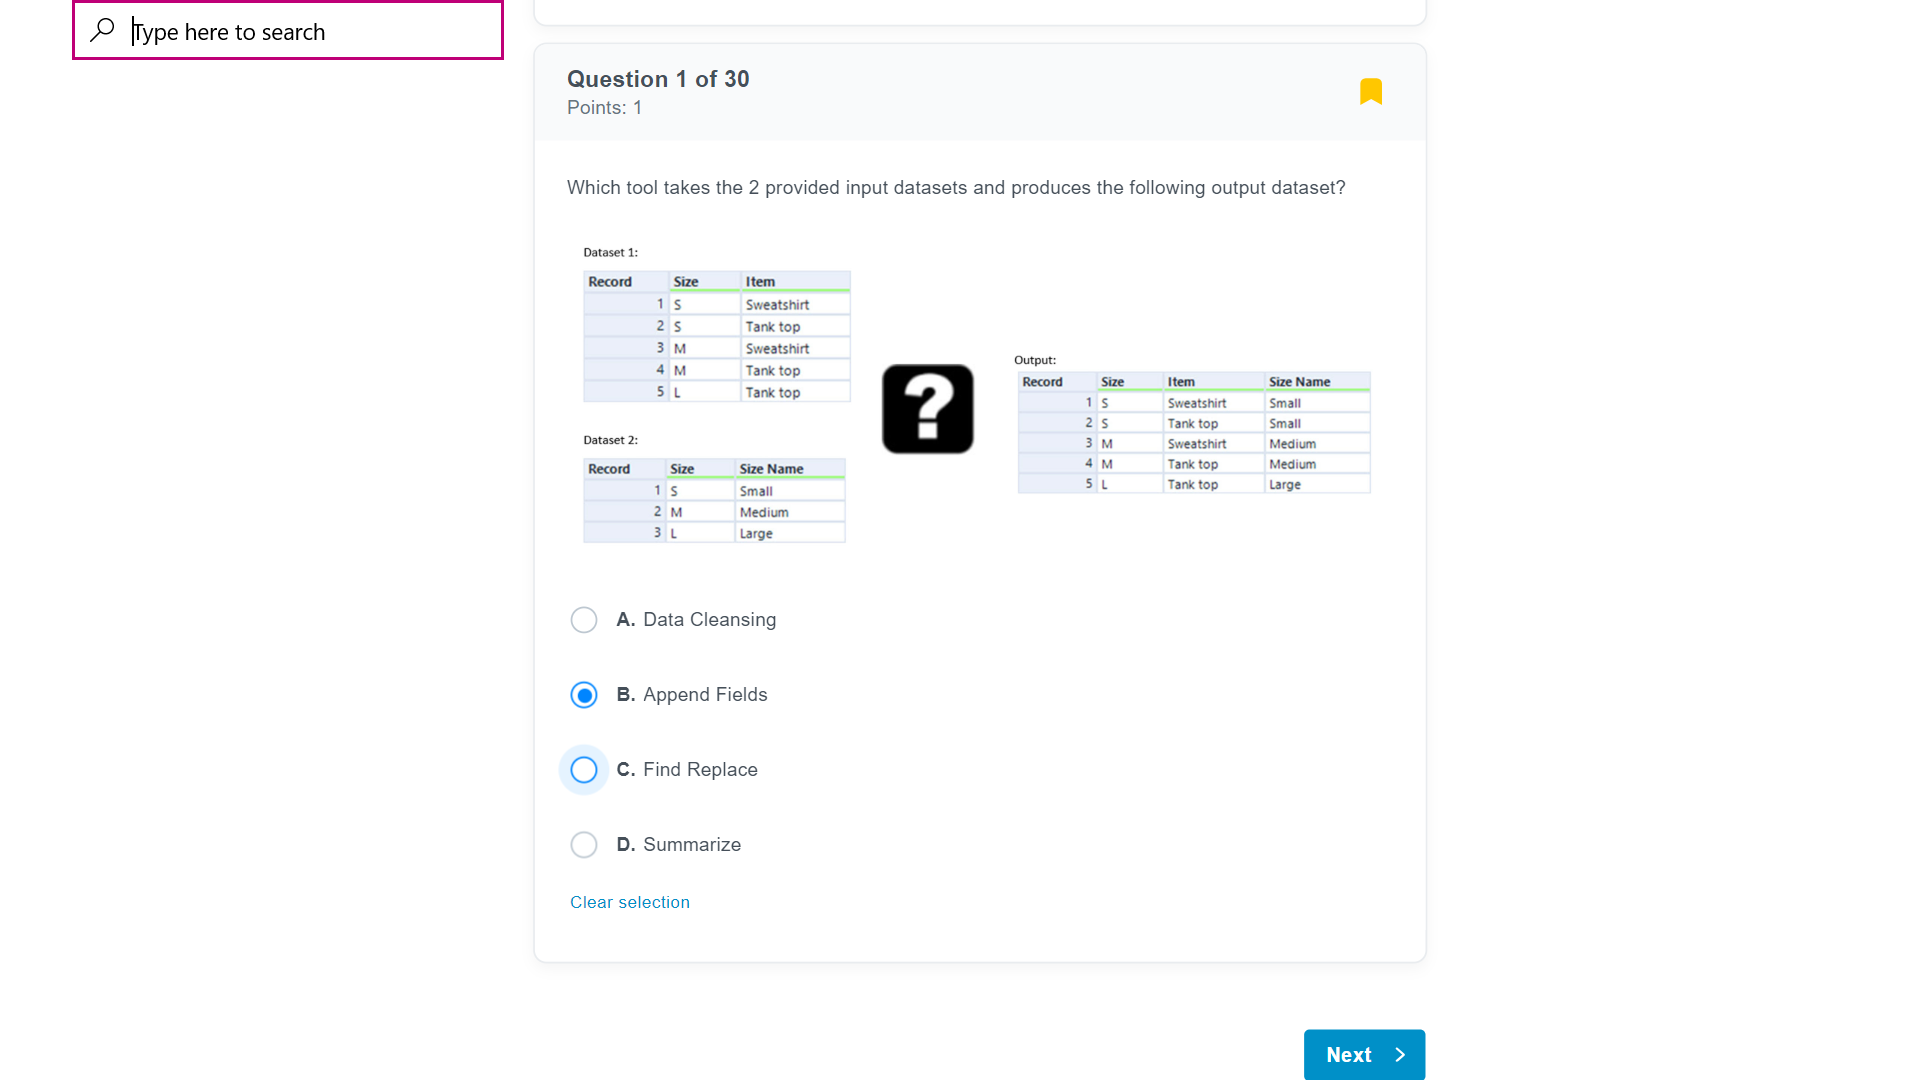 Type here to search
Question 1 of 30
Points: 1
Which tool takes the 2 provided input datasets and produces the following output dataset?
Dataset 1:
Record Size Item
1 S Sweatshirt
2 S Tank top
3 M Sweatshirt
4 M Tank top
5 L Tank top
Dataset 2:
Record Size Size Name
1 S Small
2 M Medium
3 L Large
?
Output:
Record Size Item Size Name
1 S Sweatshirt Small
2 S Tank top Small
3 M Sweatshirt Medium
4 M Tank top Medium
5 L Tank top Large
A. Data Cleansing
B. Append Fields
C. Find Replace
D. Summarize
Clear selection
Next